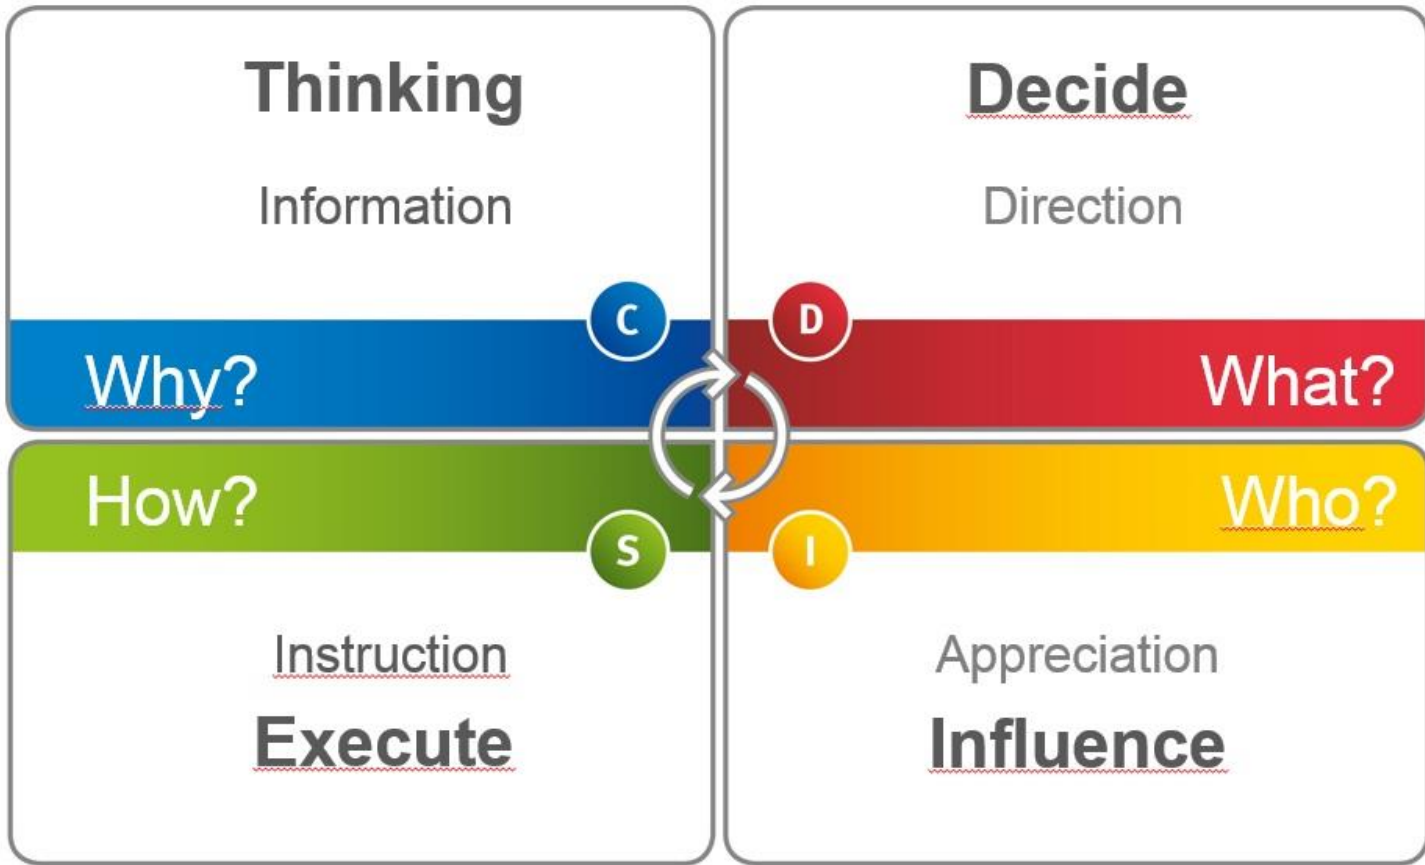 Thinking
Information
C
Why?
Decide
Direction
D
What?
How?
S
Instruction
Execute
Who?
I
Appreciation
Influence